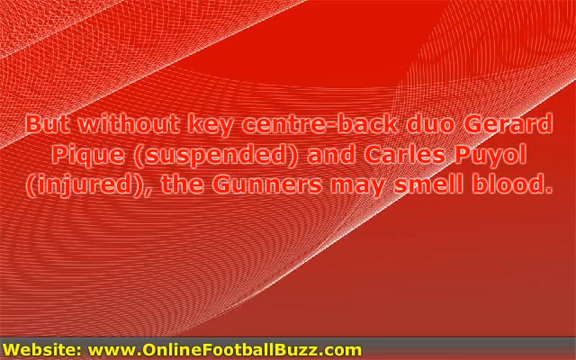 But without key centre-back duo Gerard
Pique (suspended) and Carles Puyol
(injured), the Gunners may smell blood.
Website: www.OnlineFootballBuzz.com